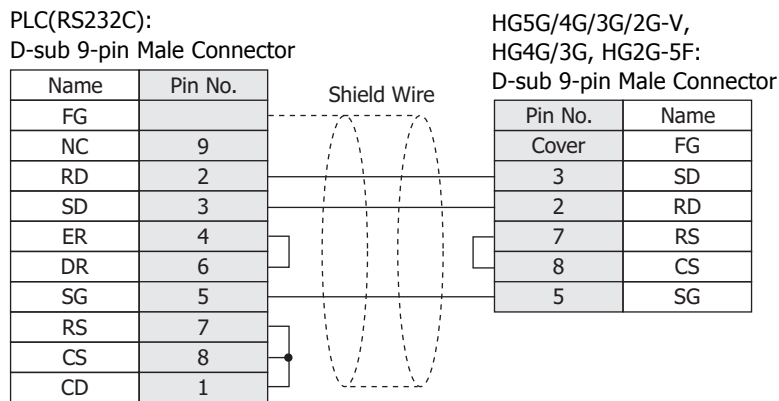 PLC(RS232C):
D-sub 9-pin Male Connector
Name Pin No.
FG
NC 9
RD 2
SD 3
ER 4
DR 6
SG 5
RS 7
CS 8
CD 1
Shield Wire
HG5G/4G/3G/2G-V,
HG4G/3G, HG2G-5F:
D-sub 9-pin Male Connector
Pin No. Name
Cover FG
3 SD
2 RD
7 RS
8 CS
5 SG